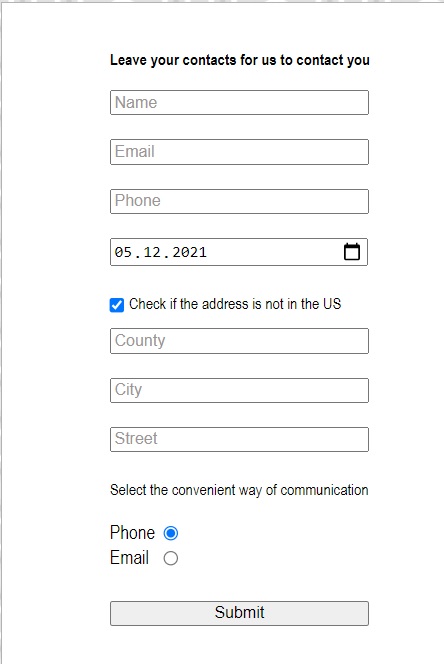 Leave your contacts for us to contact you
Name
Email
Phone
05.12.2021
Check if the address is not in the US
County
City
Street
Select the convenient way of communication
Phone
Email
Submit